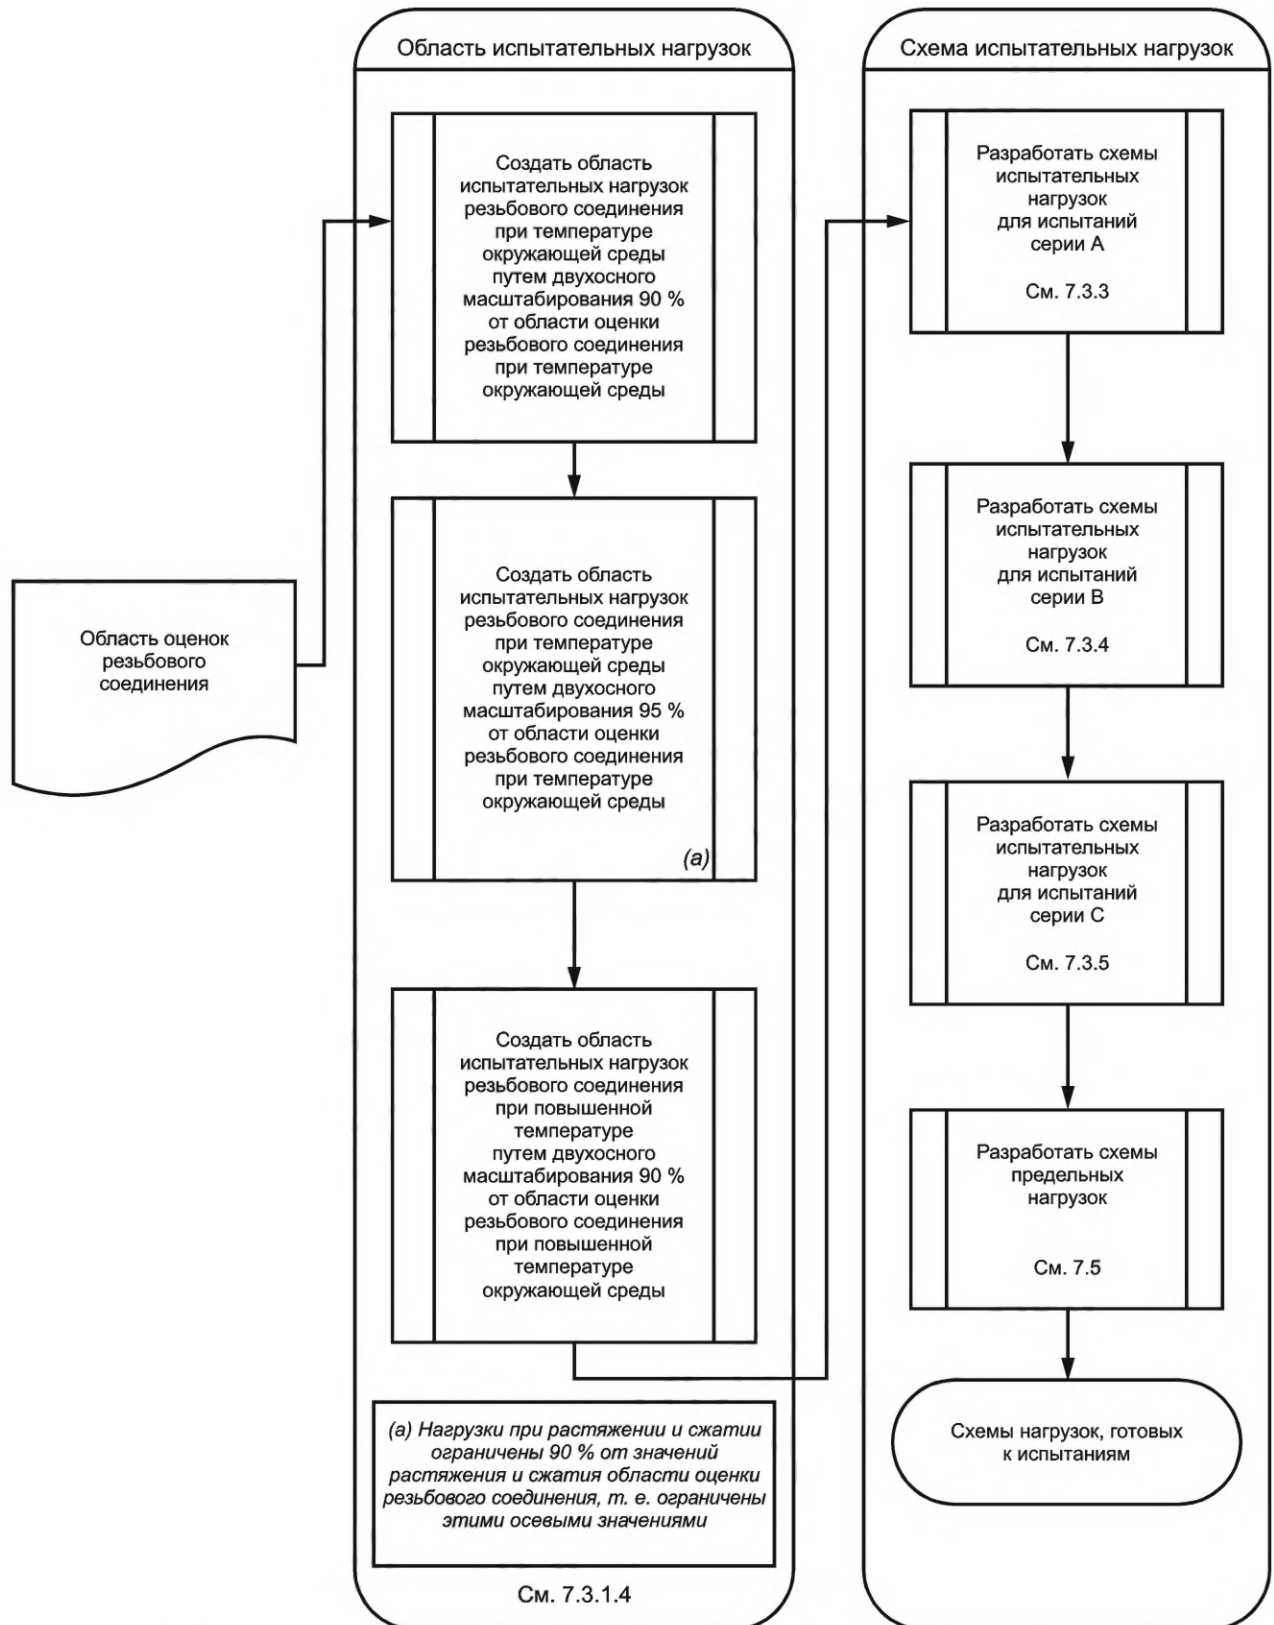 Область оценок
резьбового
соединения
Область испытательных нагрузок
Создать область
испытательных нагрузок
резьбового соединения
при температуре
окружающей среды
путем двухосного
масштабирования 90 %
от области оценки
резьбового соединения
при температуре
окружающей среды
Создать область
испытательных нагрузок
резьбового соединения
при температуре
окружающей среды
путем двухосного
масштабирования 95 %
от области оценки
резьбового соединения
при температуре
окружающей среды
(a)
Создать область
испытательных нагрузок
резьбового соединения
при повышенной
температуре
путем двухосного
масштабирования 90 %
от области оценки
резьбового соединения
при повышенной
температуре
окружающей среды
(a) Нагрузки при растяжении и сжатии
ограничены 90 % от значений
растяжения и сжатия области оценки
резьбового соединения, т. е. ограничены
этими осевыми значениями
См. 7.3.1.4
Схема испытательных нагрузок
Разработать схемы
испытательных
нагрузок
для испытаний
серии А
См. 7.3.3
Разработать схемы
испытательных
нагрузок
для испытаний
серии В
См. 7.3.4
Разработать схемы
испытательных
нагрузок
для испытаний
серии С
См. 7.3.5
Разработать схемы
предельных
нагрузок
См. 7.5
Схемы нагрузок, готовых
к испытаниям